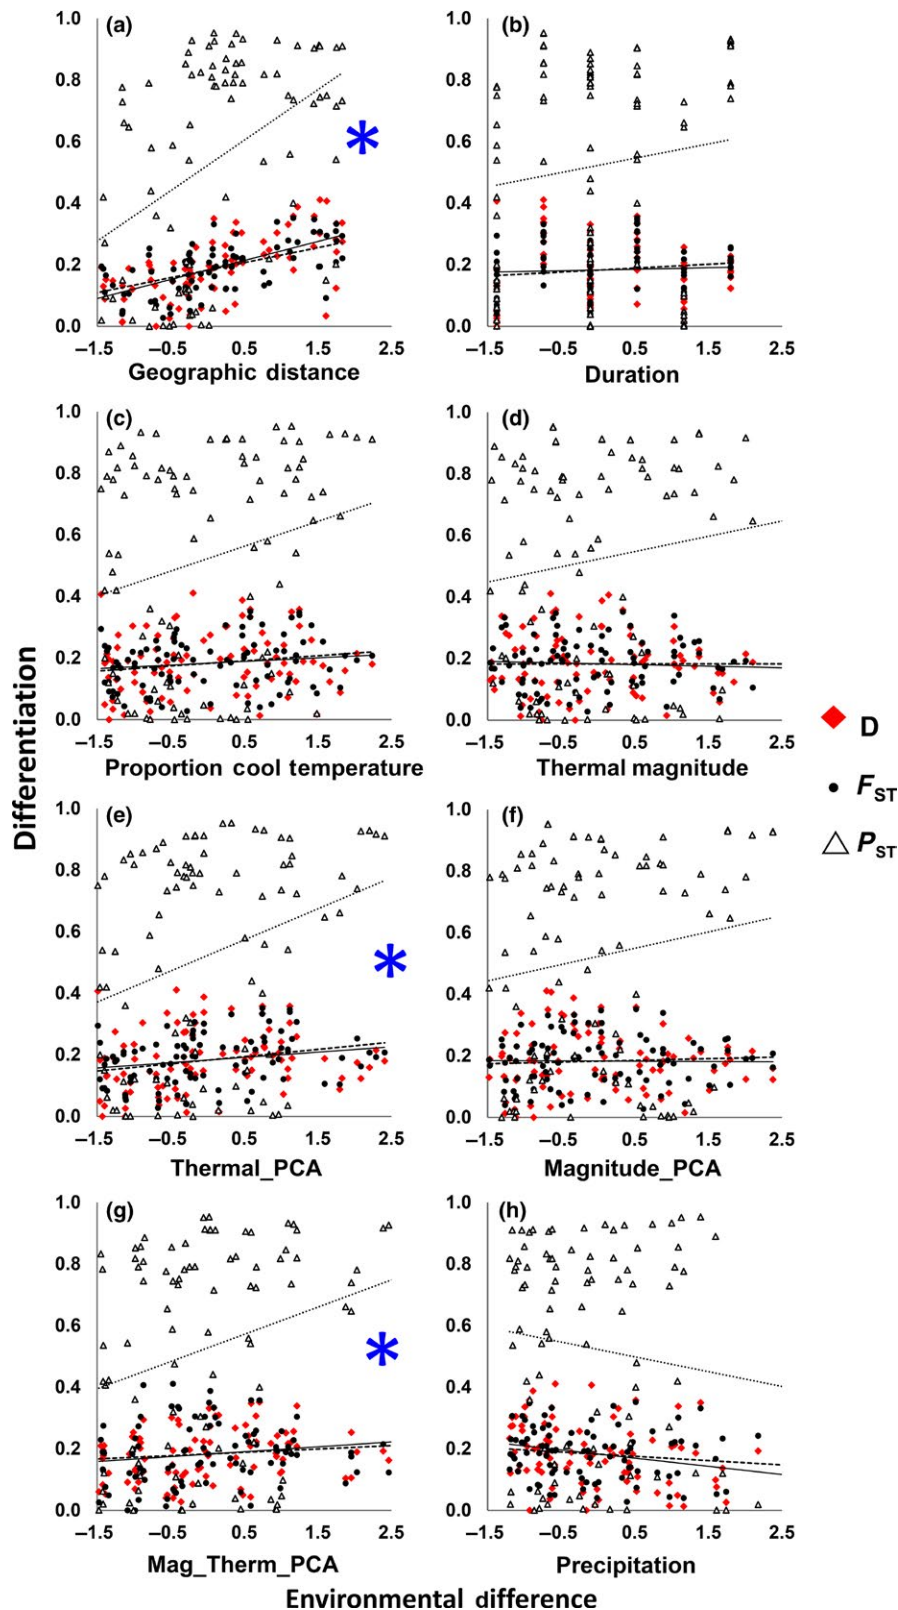 Differentiation
(a)
1.0
0.8
0.6
0.4
0.2
0.0
–1.5 –0.5 0.5 1.5 2.5
Geographic distance
*
(b)
1.0
0.8
0.6
0.4
0.2
0.0
–1.5 –0.5 0.5 1.5 2.5
Duration
(c)
1.0
0.8
0.6
0.4
0.2
0.0
–1.5 –0.5 0.5 1.5 2.5
Proportion cool temperature
(d)
1.0
0.8
0.6
0.4
0.2
0.0
–1.5 –0.5 0.5 1.5 2.5
Thermal magnitude
D
FST
PST
(e)
1.0
0.8
0.6
0.4
0.2
0.0
–1.5 –0.5 0.5 1.5 2.5
Thermal_PCA
*
(f)
1.0
0.8
0.6
0.4
0.2
0.0
–1.5 –0.5 0.5 1.5 2.5
Magnitude_PCA
(g)
1.0
0.8
0.6
0.4
0.2
0.0
–1.5 –0.5 0.5 1.5 2.5
Mag_Therm_PCA
*
(h)
1.0
0.8
0.6
0.4
0.2
0.0
–1.5 –0.5 0.5 1.5 2.5
Precipitation
Environmental difference